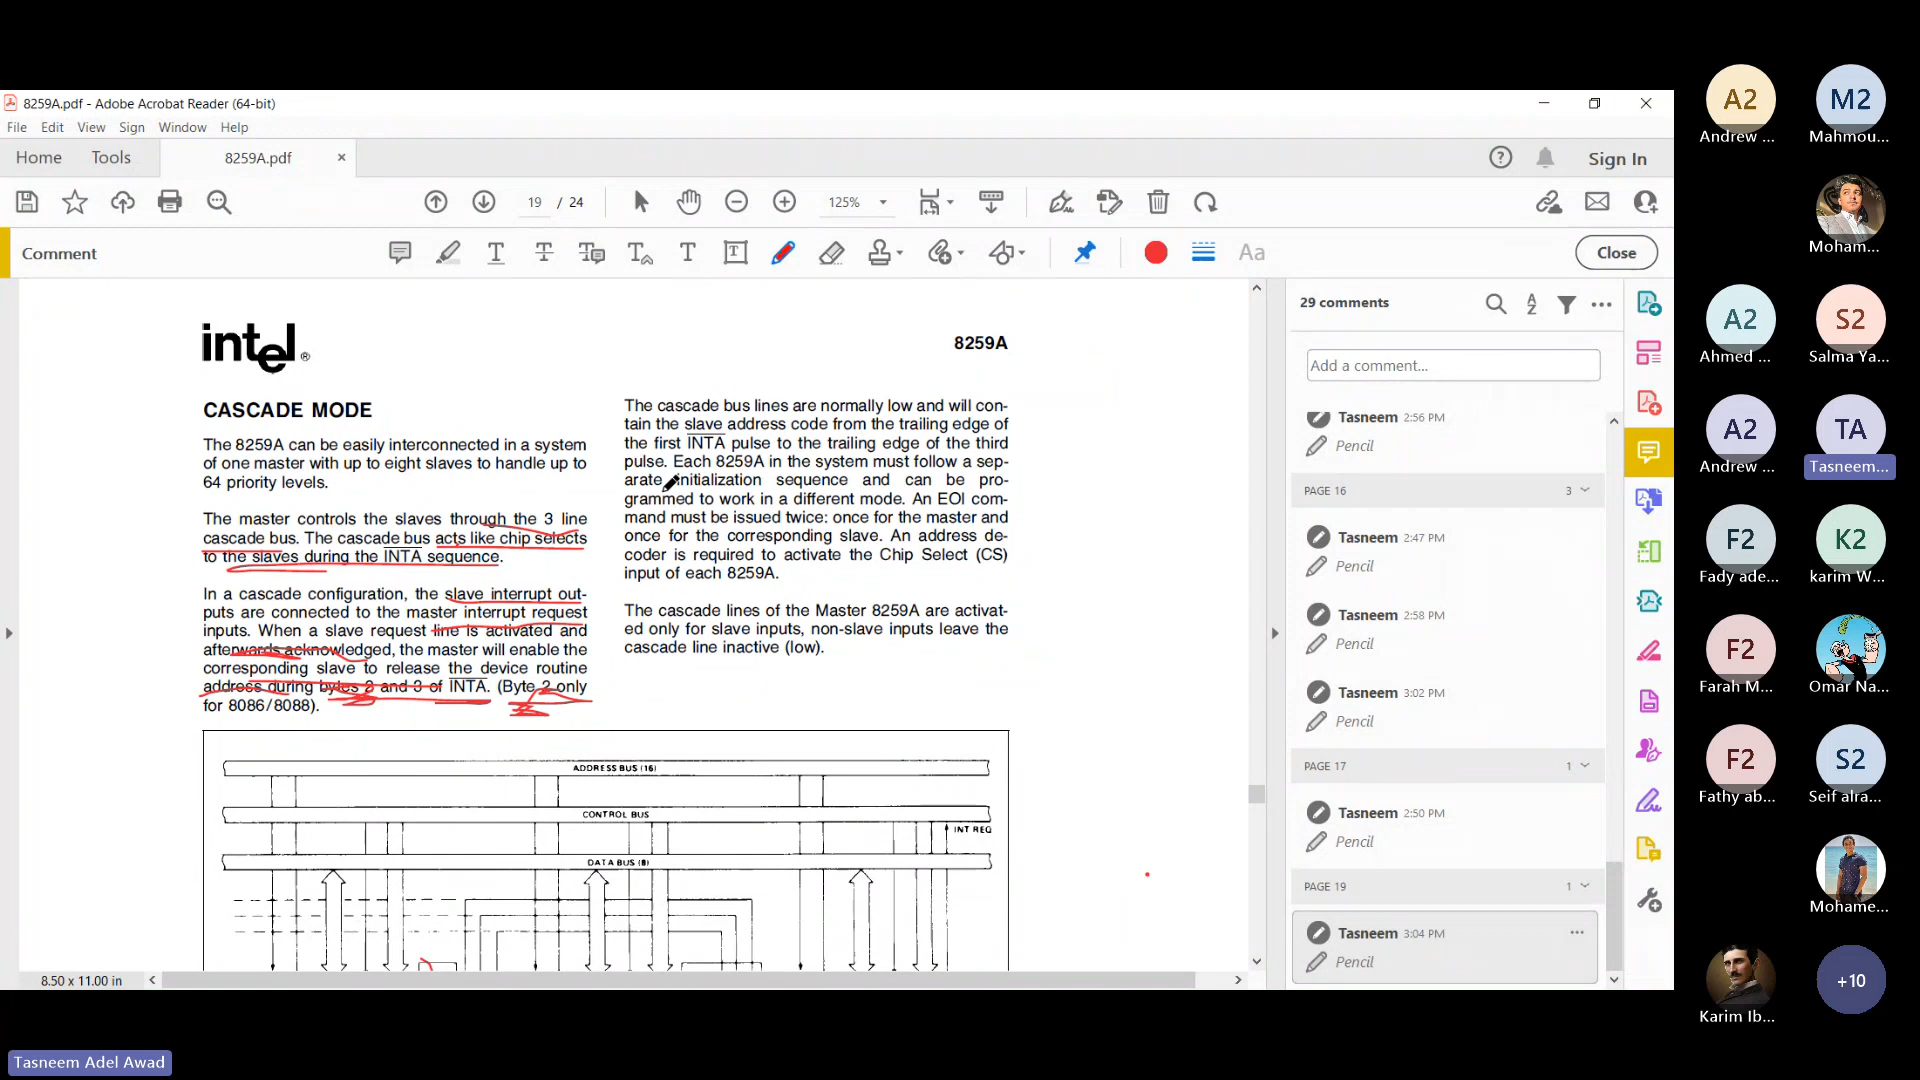 8259A.pdf - Adobe Acrobat Reader (64-bit)
File Edit View Sign Window Help
Home Tools 8259A.pdf × Sign In
19 / 24 125%
Comment Close
intel ®
8259A
CASCADE MODE
The 8259A can be easily interconnected in a system
of one master with up to eight slaves to handle up to
64 priority levels.
The master controls the slaves through the 3 line
cascade bus. The cascade bus acts like chip selects
to the slaves during the INTA sequence.
In a cascade configuration, the slave interrupt out-
puts are connected to the master interrupt request
inputs. When a slave request line is activated and
afterwards acknowledged, the master will enable the
corresponding slave to release the device routine
address during bytes 2 and 3 of INTA. (Byte 2 only
for 8086/8088).
The cascade bus lines are normally low and will con-
tain the slave address code from the trailing edge of
the first INTA pulse to the trailing edge of the third
pulse. Each 8259A in the system must follow a sep-
arate initialization sequence and can be pro-
grammed to work in a different mode. An EOI com-
mand must be issued twice: once for the master and
once for the corresponding slave. An address de-
coder is required to activate the Chip Select (CS)
input of each 8259A.
The cascade lines of the Master 8259A are activat-
ed only for slave inputs, non-slave inputs leave the
cascade line inactive (low).
ADDRESS BUS (16)
CONTROL BUS
INT REQ
DATA BUS (8)
8.50 x 11.00 in
29 comments
Add a comment...
Tasneem 2:56 PM
Pencil
PAGE 16 3
Tasneem 2:47 PM
Pencil
Tasneem 2:58 PM
Pencil
Tasneem 3:02 PM
Pencil
PAGE 17 1
Tasneem 2:50 PM
Pencil
PAGE 19 1
Tasneem 3:04 PM
Pencil
A2 M2
Andrew ... Mahmou...
Moham...
A2 S2
Ahmed ... Salma Ya...
A2 TA
Andrew ... Tasneem...
F2 K2
Fady ade... karim W...
F2
Farah M... Omar Na...
F2 S2
Fathy ab... Seif alra...
Mohame...
+10
Karim Ib...
Tasneem Adel Awad